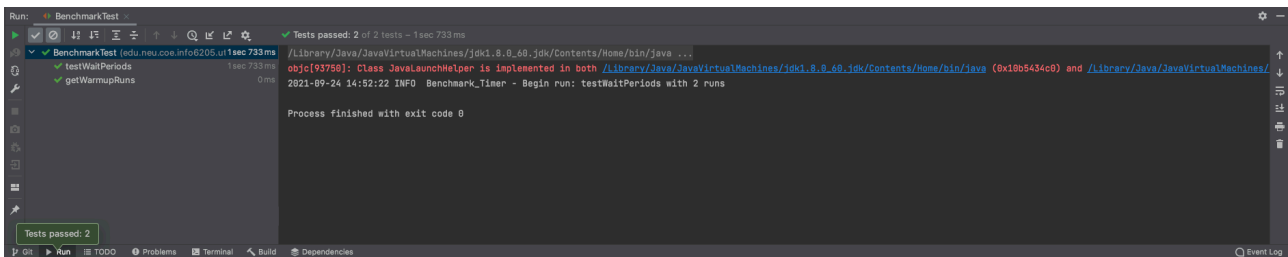 Run: BenchmarkTest ×
Tests passed: 2 of 2 tests – 1 sec 733 ms
BenchmarkTest (edu.neu.coe.info6205.ut 1 sec 733 ms
/Library/Java/JavaVirtualMachines/jdk1.8.0_60.jdk/Contents/Home/bin/java ...
testWaitPeriods 1 sec 733 ms
objc[93750]: Class JavaLaunchHelper is implemented in both /Library/Java/JavaVirtualMachines/jdk1.8.0_60.jdk/Contents/Home/bin/java (0x10b5434c0) and /Library/Java/JavaVirtualMachines/
getWarmupRuns 0 ms
2021-09-24 14:52:22 INFO  Benchmark_Timer - Begin run: testWaitPeriods with 2 runs
Process finished with exit code 0
Tests passed: 2
Git Run TODO Problems Terminal Build Dependencies Event Log